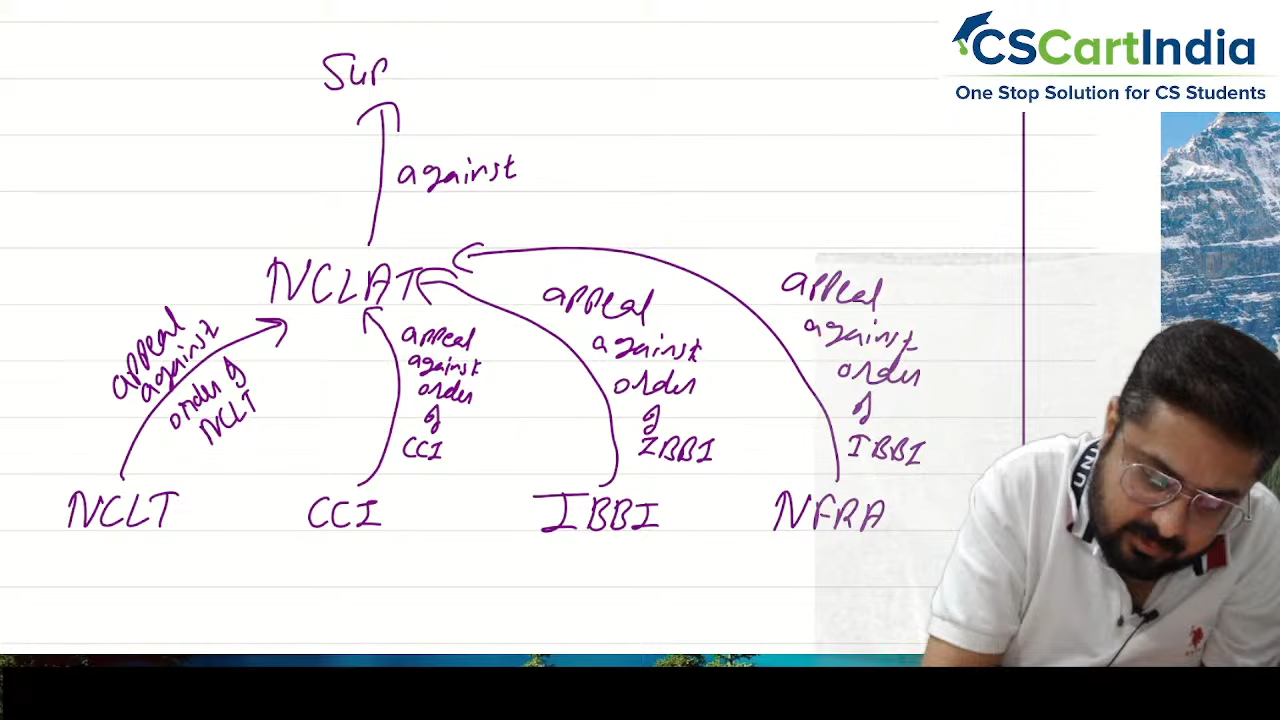 CSCartIndia
One Stop Solution for CS Students
Sup
against
NCLAT
appeal
against
order of
NCLT
appeal
against
order
of
CCI
appeal
against
order
of
IBBI
appeal
against
order
of
IBBI
NCLT
CCI
IBBI
NFRA